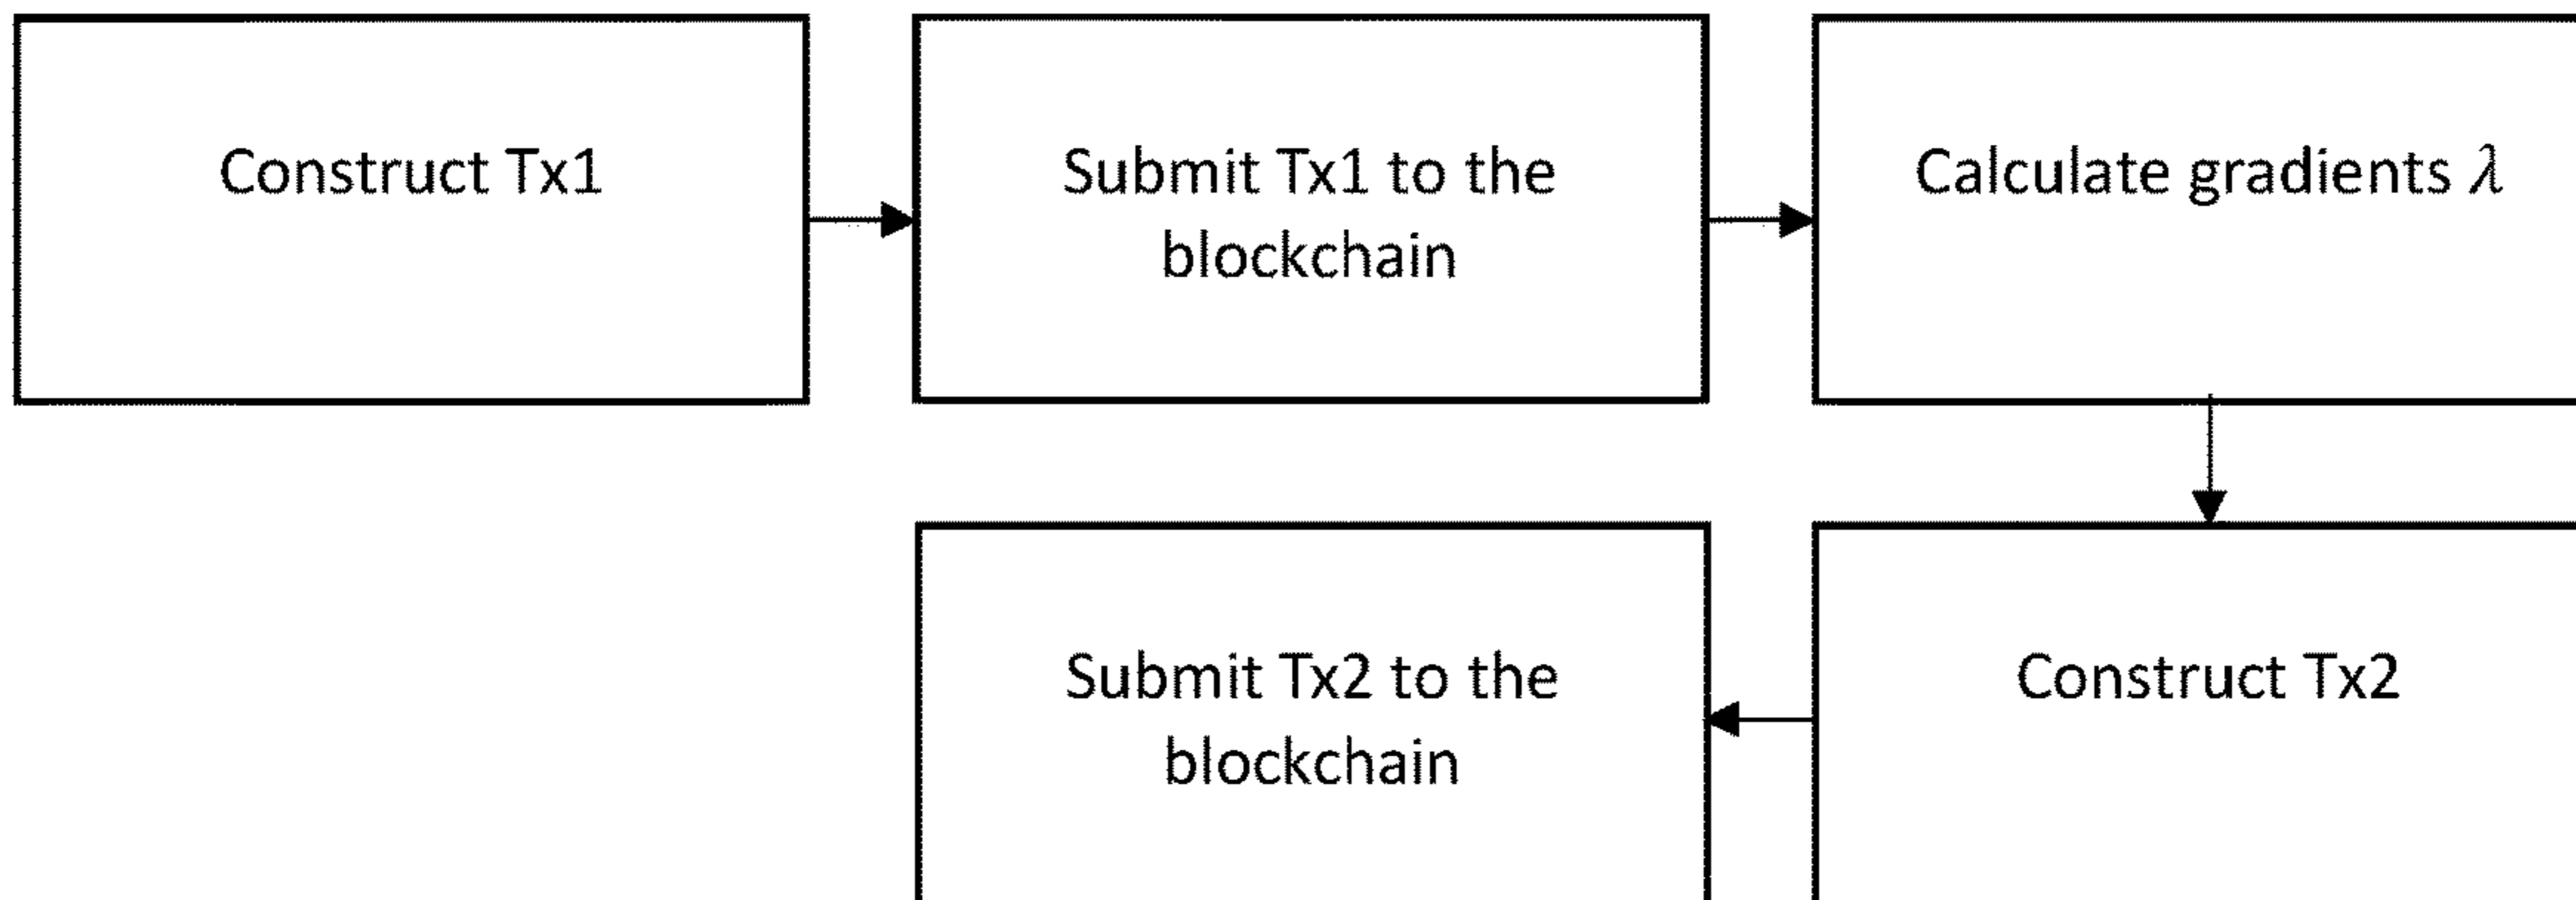 Construct Tx1
Submit Tx1 to the
blockchain
Calculate gradients λ
Construct Tx2
Submit Tx2 to the
blockchain